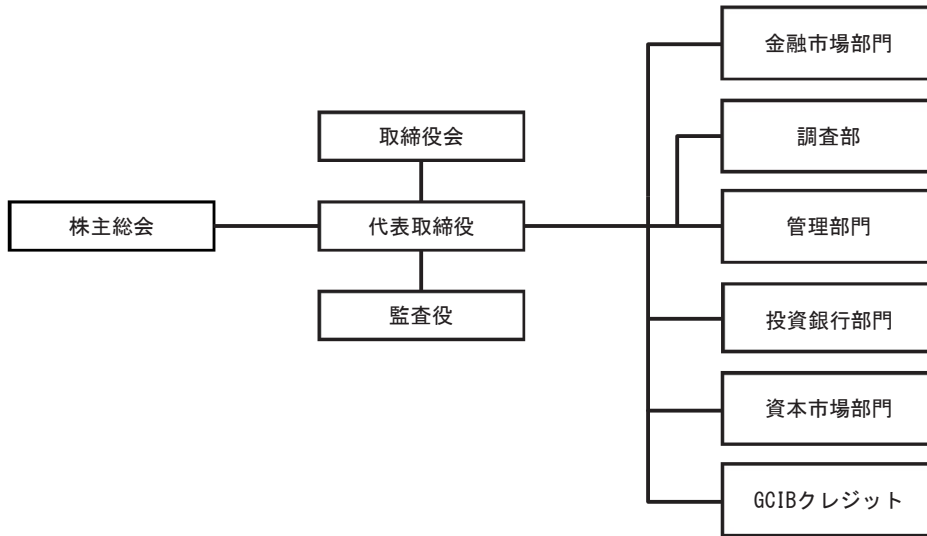 株主総会
取締役会
代表取締役
監査役
金融市場部門
調査部
管理部門
投資銀行部門
資本市場部門
GCIBクレジット